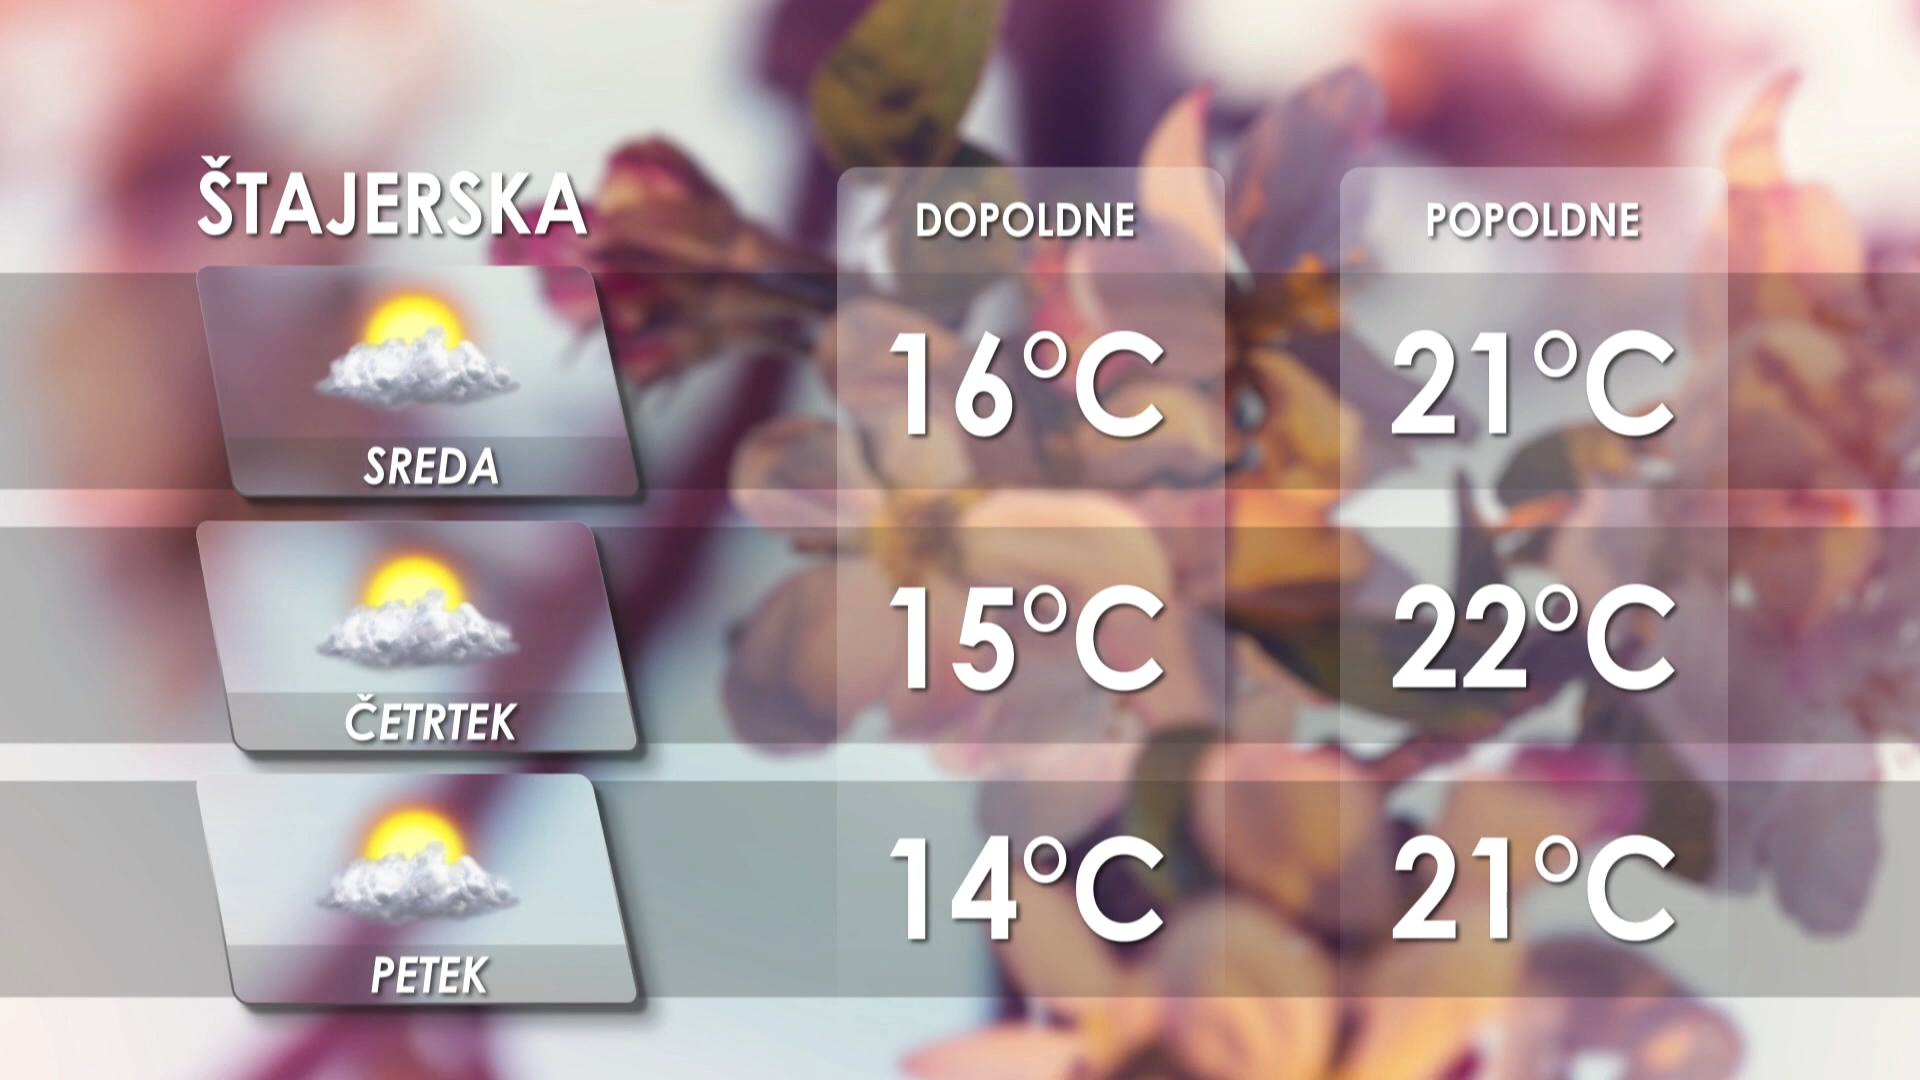 ŠTAJERSKA
DOPOLDNE POPOLDNE
16°C 21°C
SREDA
15°C 22°C
ČETRTEK
14°C 21°C
PETEK